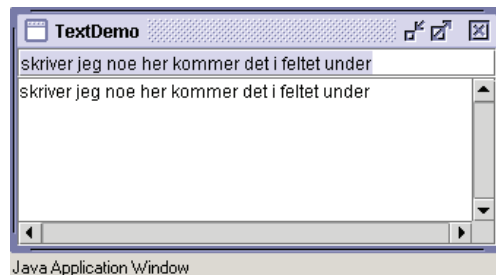 TextDemo
skriver jeg noe her kommer det i feltet under
skriver jeg noe her kommer det i feltet under
Java Application Window